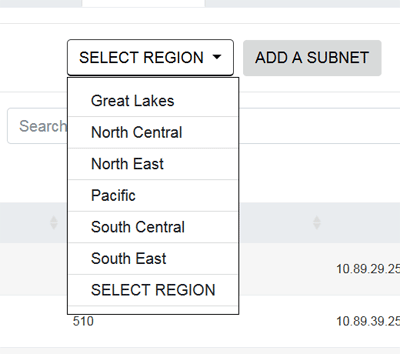 SELECT REGION
ADD A SUBNET
Great Lakes
Search
North Central
North East
Pacific
South Central
South East
10.89.29.25
SELECT REGION
510
10.89.39.25